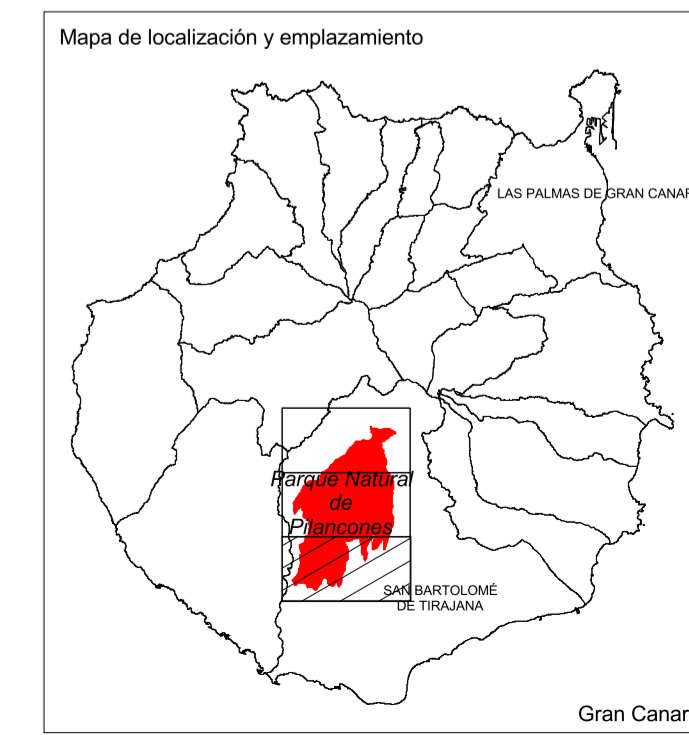 Mapa de localización y emplazamiento
LAS PALMAS DE GRAN CANAR
Parque Natural
de
Pilancones
SAN BARTOLOMÉ
DE TIRAJANA
Gran Canar